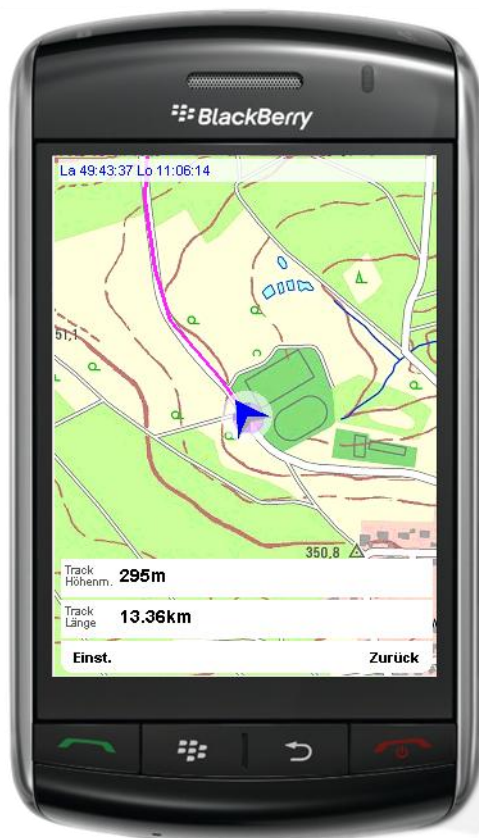 BlackBerry
La 49:43:37 Lo 11:06:14
51,1
350,8
Track
Höhenm. 295m
Track
Länge 13.36km
Einst. Zurück